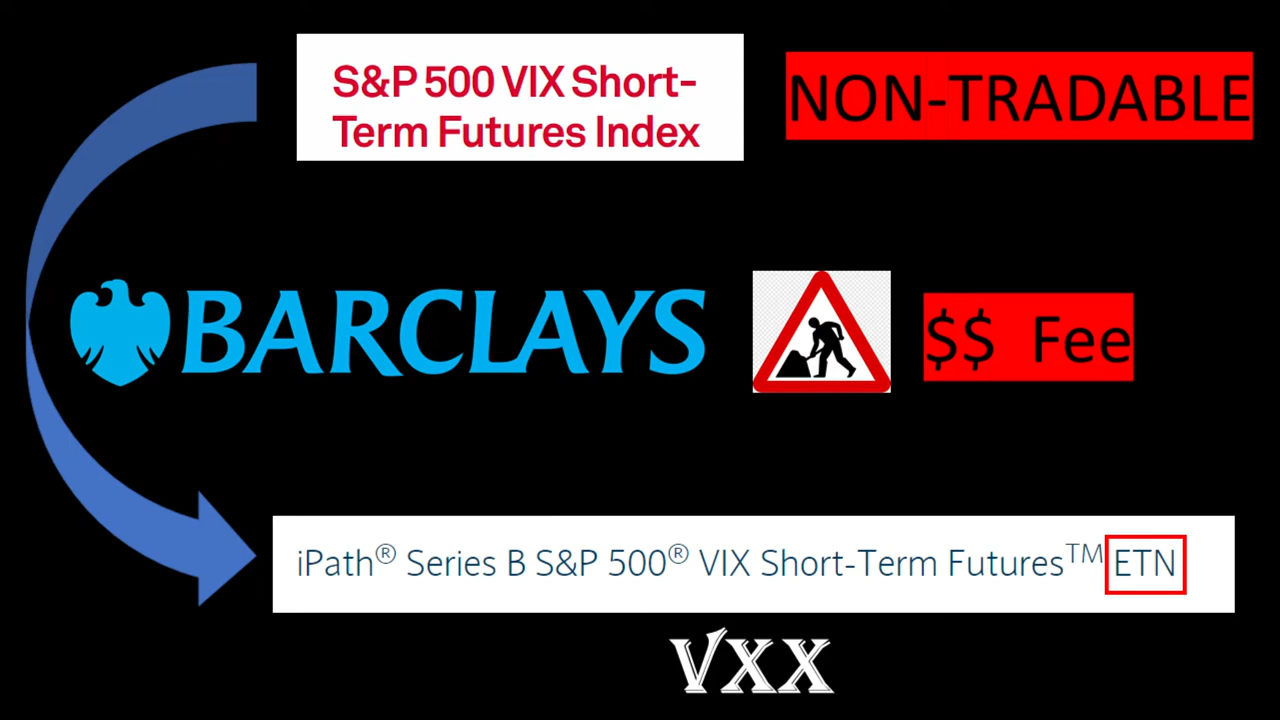 S&P 500 VIX Short-
Term Futures Index
NON-TRADABLE
BARCLAYS
$$ Fee
iPath® Series B S&P 500® VIX Short-Term Futures™ ETN
VXX